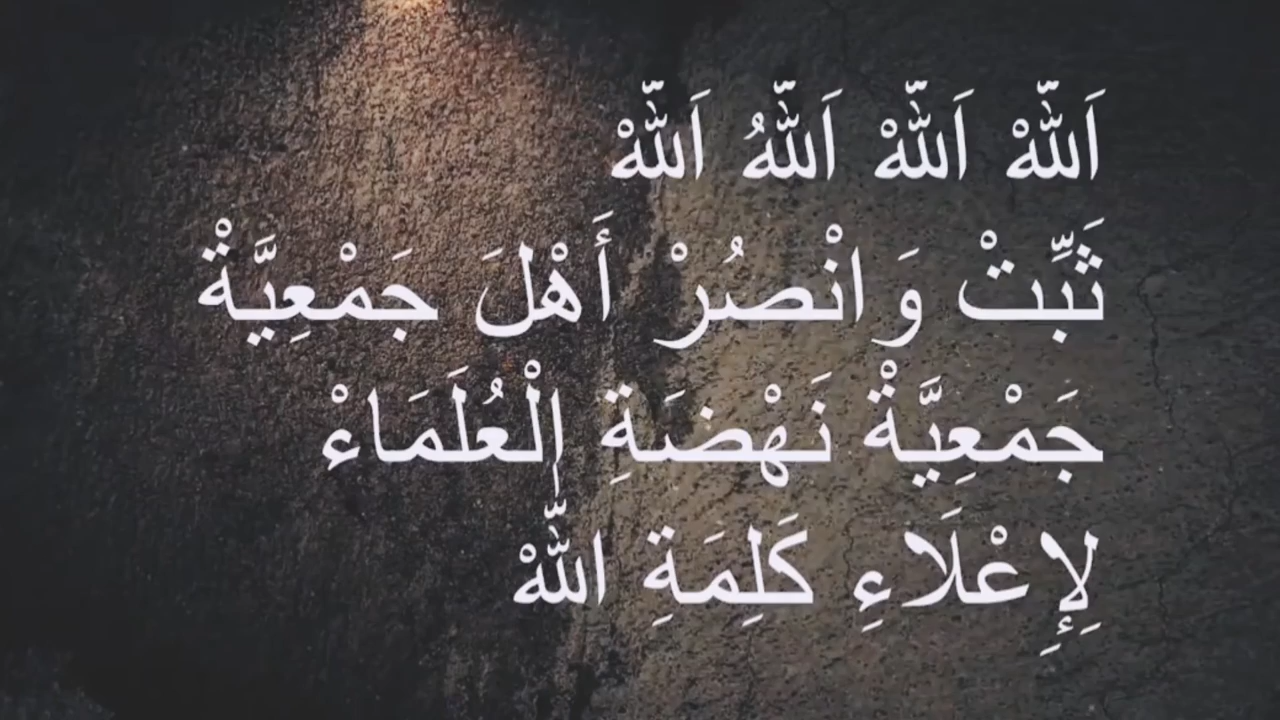 اَللّٰهْ اَللّٰهْ اَللّٰهُ اَللّٰهْ
ثَبِّتْ وَانْصُرْ أَهْلَ جَمْعِيَّةْ
جَمْعِيَّةْ نَهْضَةِ الْعُلَمَاءْ
لِإِعْلَاءِ كَلِمَةِ اللّٰهْ